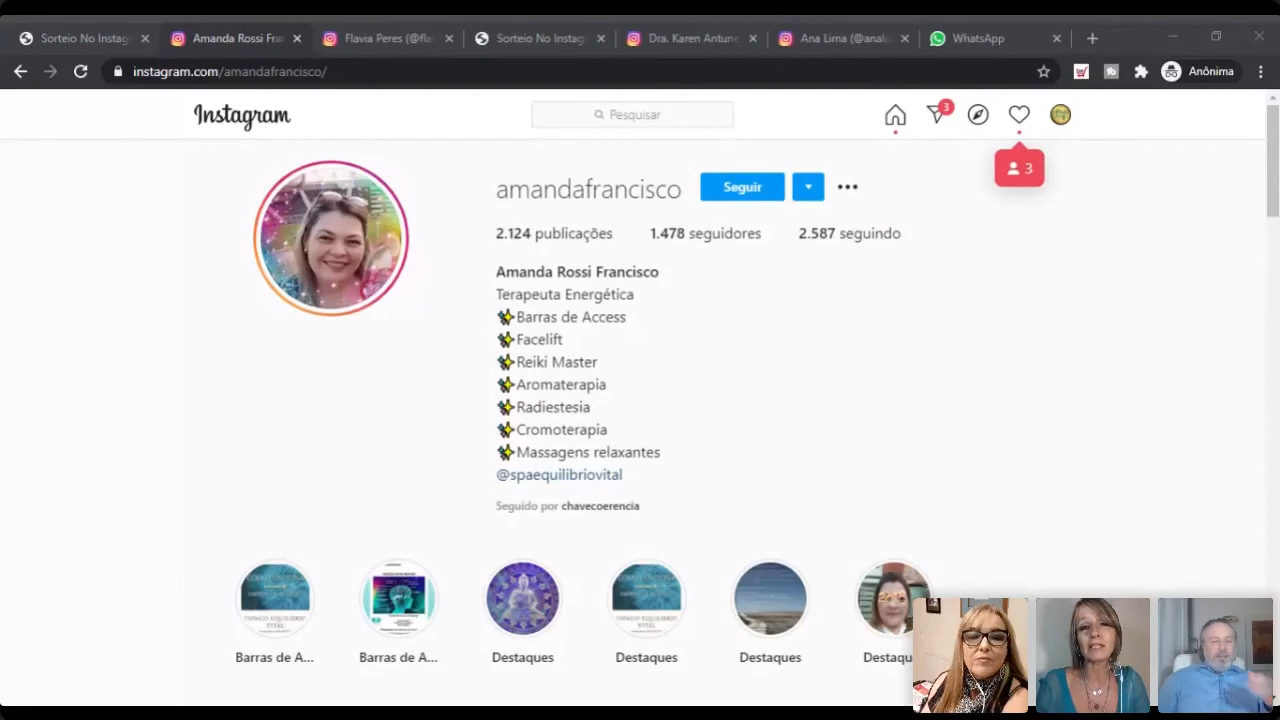 Sorteio No Instag
Amanda Rossi Fra
Flavia Peres (@fla
Sorteio No Instag
Dra. Karen Antune
Ana Lima (@anala
WhatsApp
instagram.com/amandafrancisco/
Anônima
Instagram
Pesquisar
3
3
amandafrancisco
Seguir
2.124 publicações 1.478 seguidores 2.587 seguindo
Amanda Rossi Francisco
Terapeuta Energética
✨Barras de Access
✨Facelift
✨Reiki Master
✨Aromaterapia
✨Radiestesia
✨Cromoterapia
✨Massagens relaxantes
@spaequilibriovital
Seguido por chavecoerencia
Barras de A... Barras de A... Destaques Destaques Destaques Destaqu